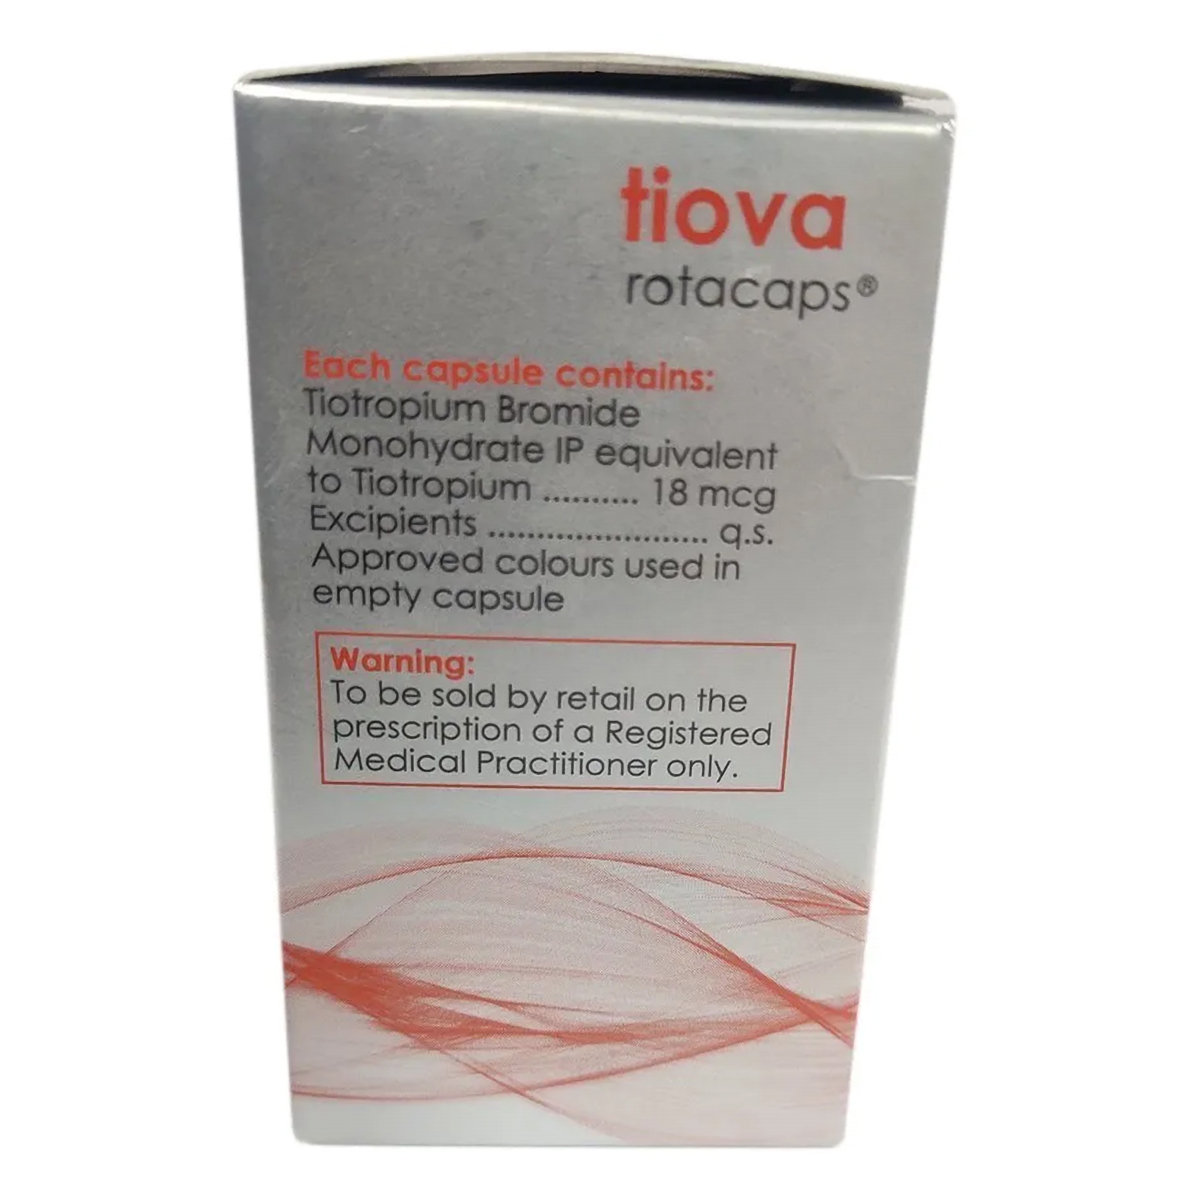 tiova
rotacaps®
Each capsule contains:
Tiotropium Bromide
Monohydrate IP equivalent
to Tiotropium .......... 18 mcg
Excipients ....................... q.s.
Approved colours used in
empty capsule
Warning:
To be sold by retail on the
prescription of a Registered
Medical Practitioner only.